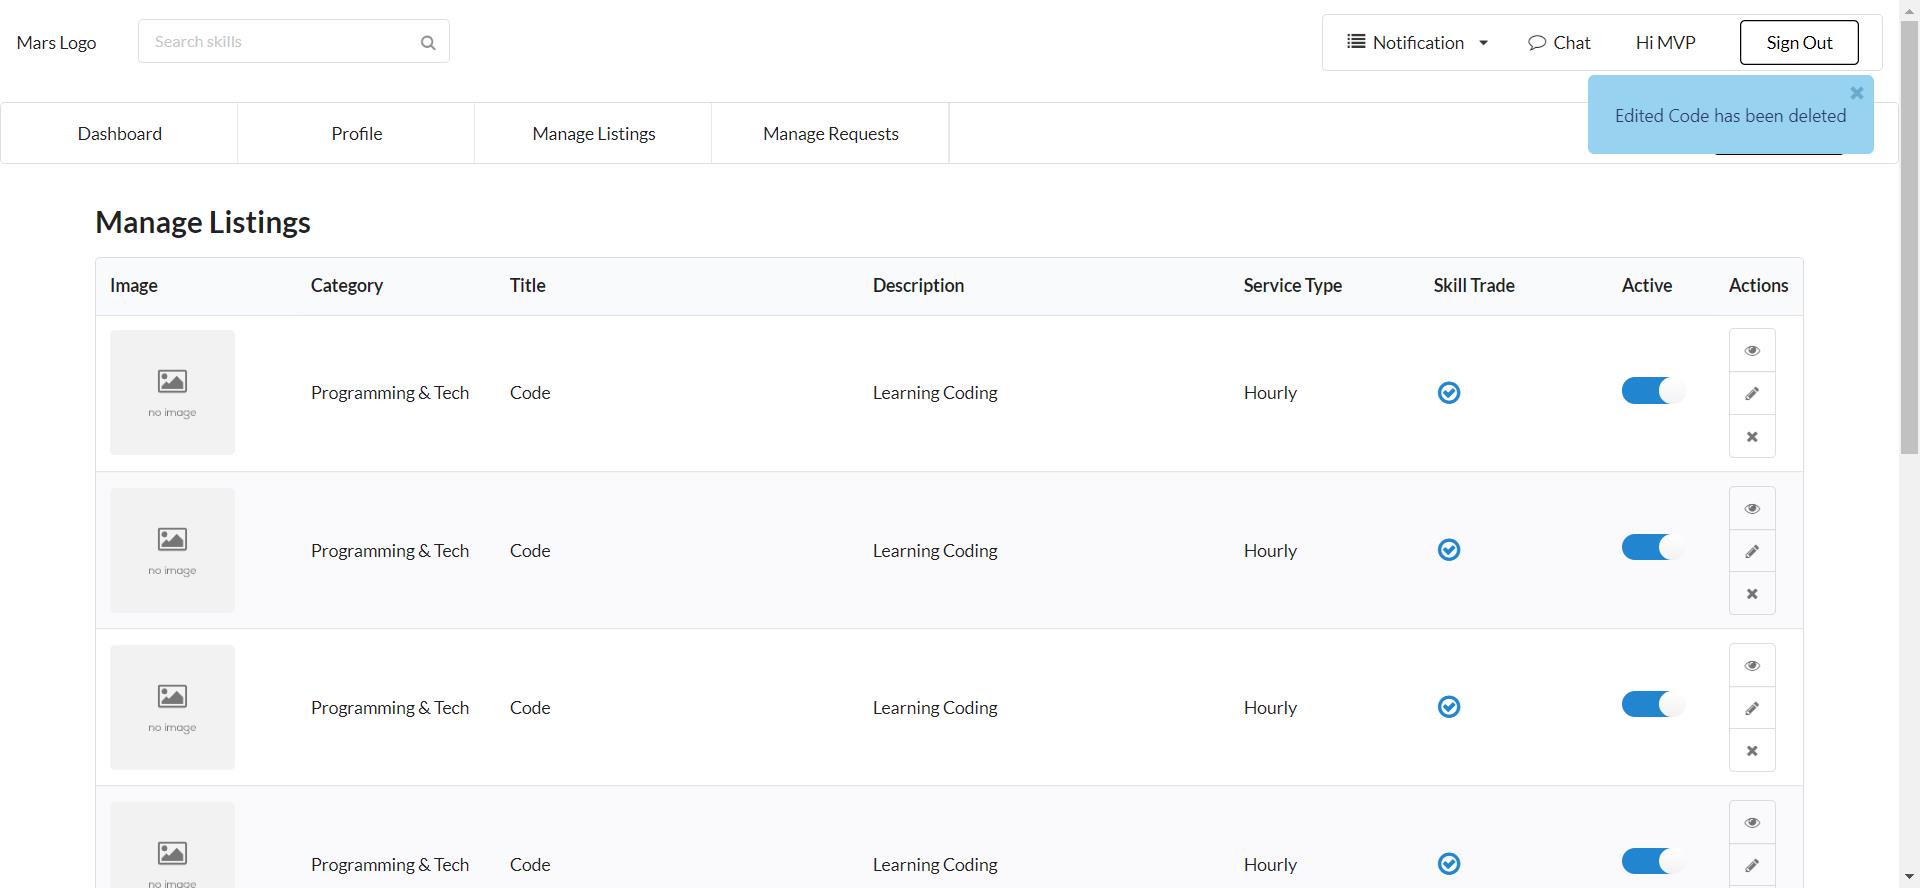 Mars Logo
Search skills
Notification
Chat
Hi MVP
Sign Out
Edited Code has been deleted
Dashboard
Profile
Manage Listings
Manage Requests
Manage Listings
Image Category Title Description Service Type Skill Trade Active Actions
no image Programming & Tech Code Learning Coding Hourly
no image Programming & Tech Code Learning Coding Hourly
no image Programming & Tech Code Learning Coding Hourly
no image Programming & Tech Code Learning Coding Hourly